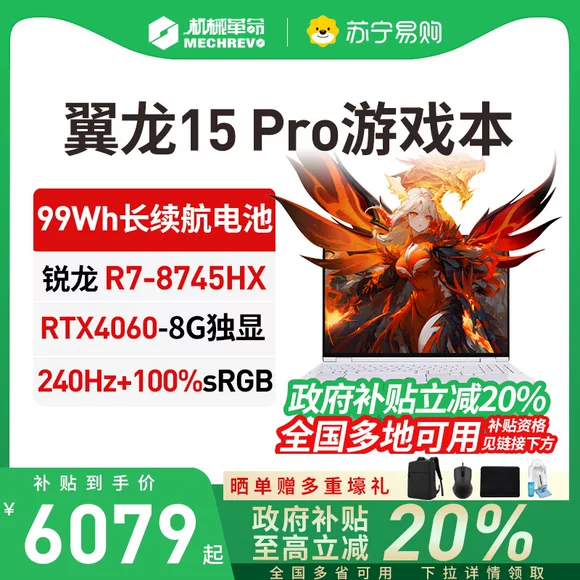 机械革命
MECHREVO
苏宁易购
翼龙15 Pro游戏本
99Wh长续航电池
锐龙 R7-8745HX
RTX4060-8G独显
240Hz+100%sRGB
政府补贴立减20%
全国多地可用
补贴资格
见链接下方
补贴到手价
¥6079起
晒单赠多重壕礼
政府补贴
至高立减
20%
全国多省可用 下拉详情领取